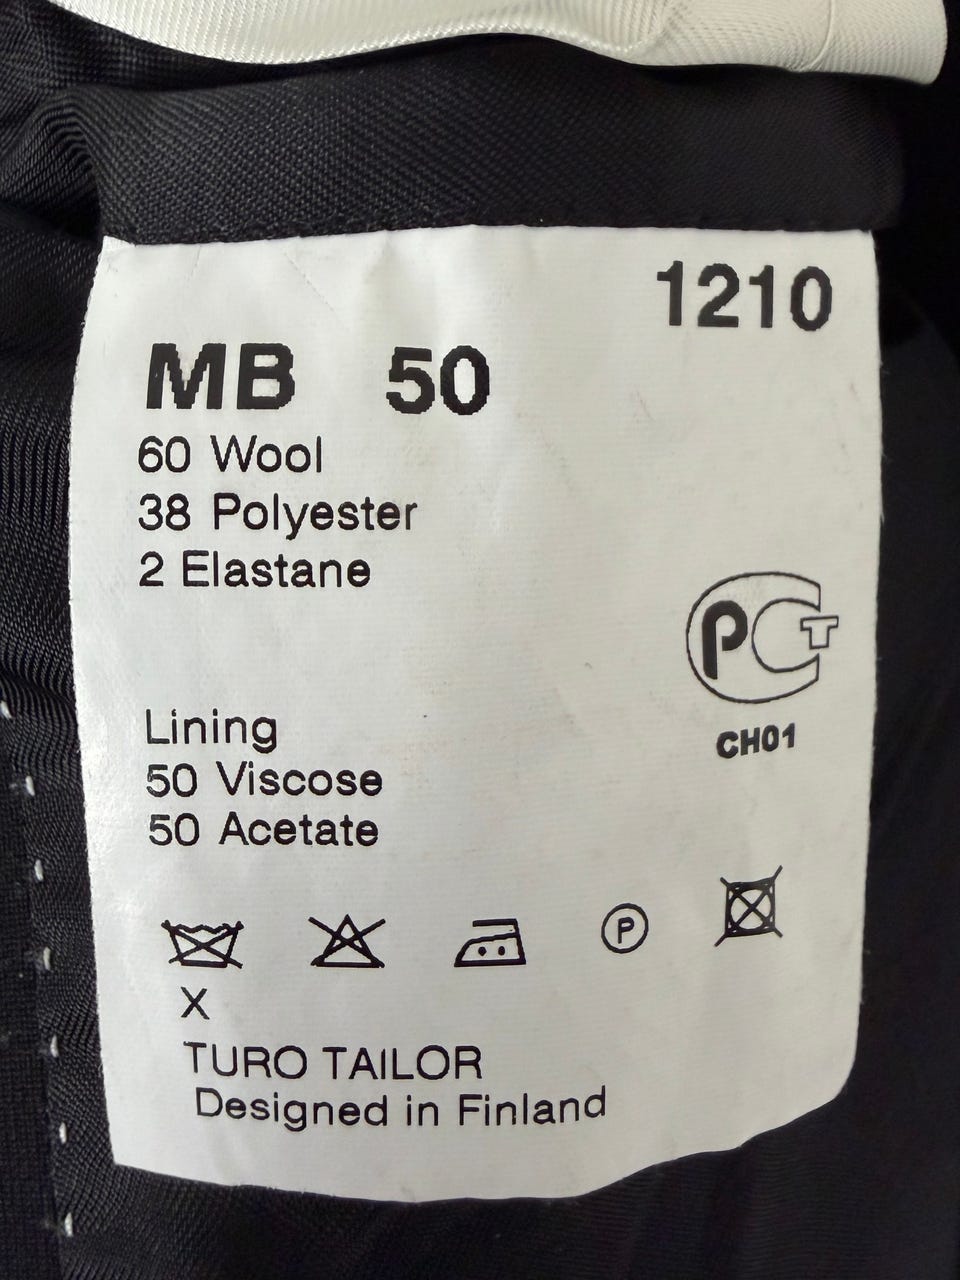 1210
MB 50
60 Wool
38 Polyester
2 Elastane
PCT
CH01
Lining
50 Viscose
50 Acetate
P
X
TURO TAILOR
Designed in Finland